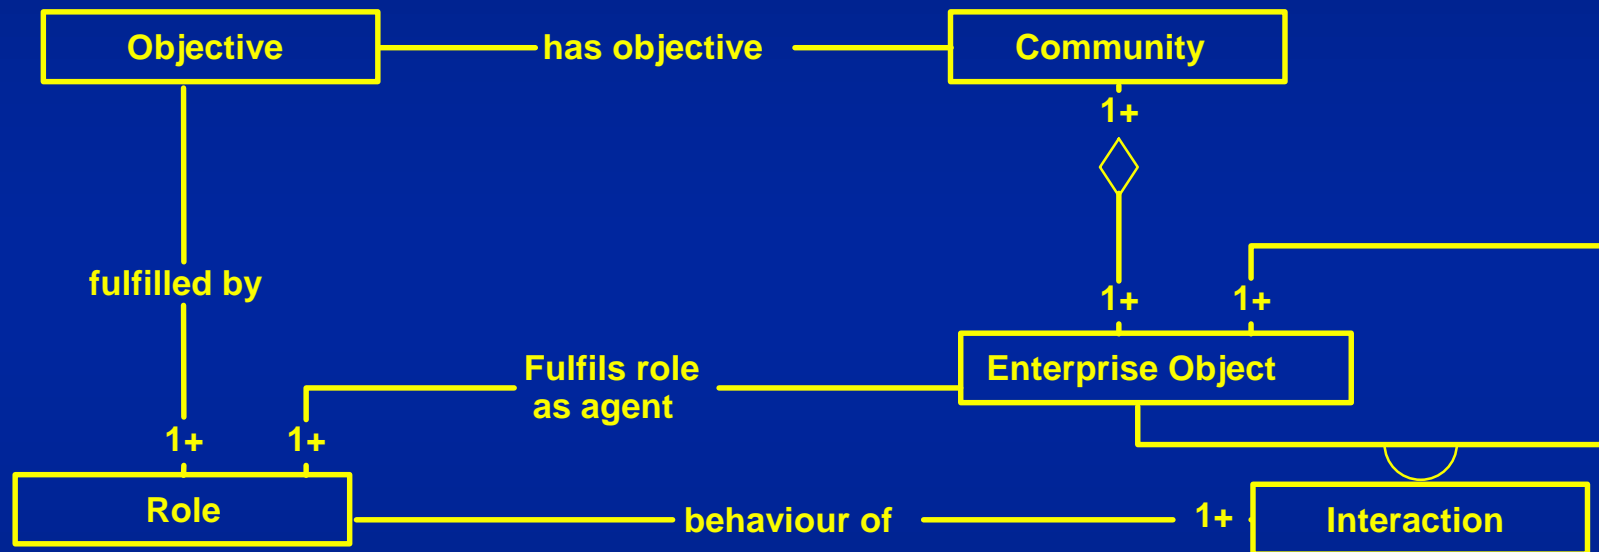 Objective
has objective
Community
1+
fulfilled by
1+
1+
Fulfils role
as agent
Enterprise Object
1+
1+
Role
behaviour of
1+
Interaction